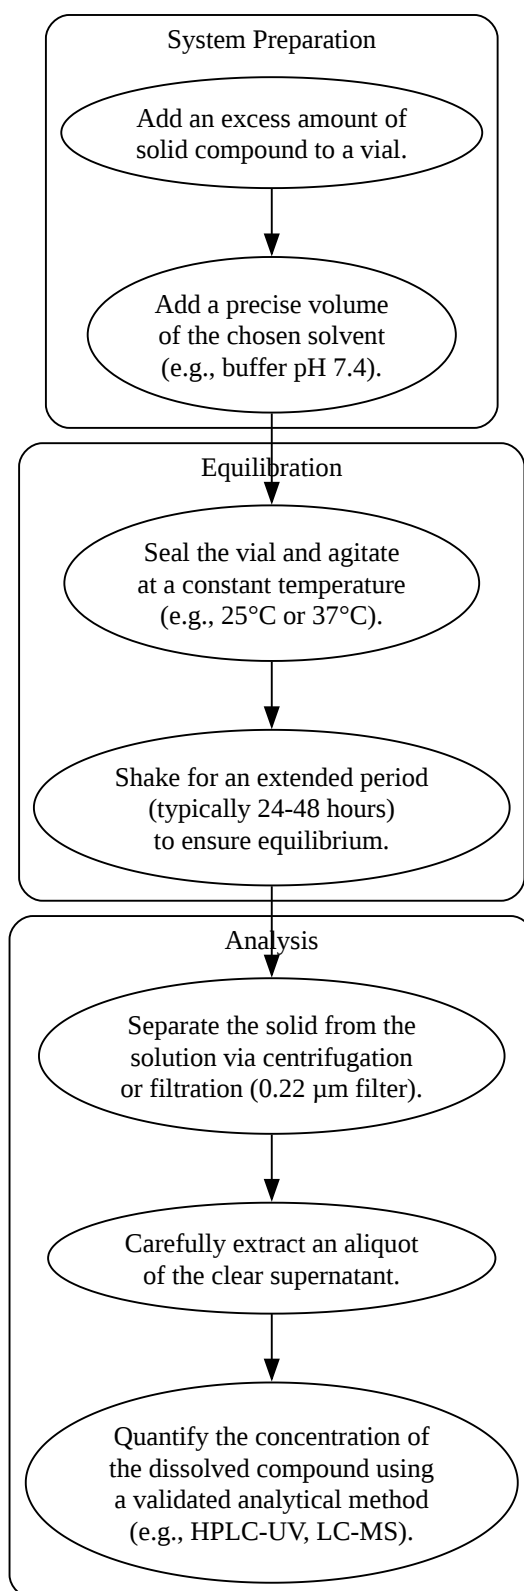 System Preparation
Add an excess amount of
solid compound to a vial.
Add a precise volume
of the chosen solvent
(e.g., buffer pH 7.4).
Equilibration
Seal the vial and agitate
at a constant temperature
(e.g., 25°C or 37°C).
Shake for an extended period
(typically 24-48 hours)
to ensure equilibrium.
Analysis
Separate the solid from the
solution via centrifugation
or filtration (0.22 µm filter).
Carefully extract an aliquot
of the clear supernatant.
Quantify the concentration of
the dissolved compound using
a validated analytical method
(e.g., HPLC-UV, LC-MS).